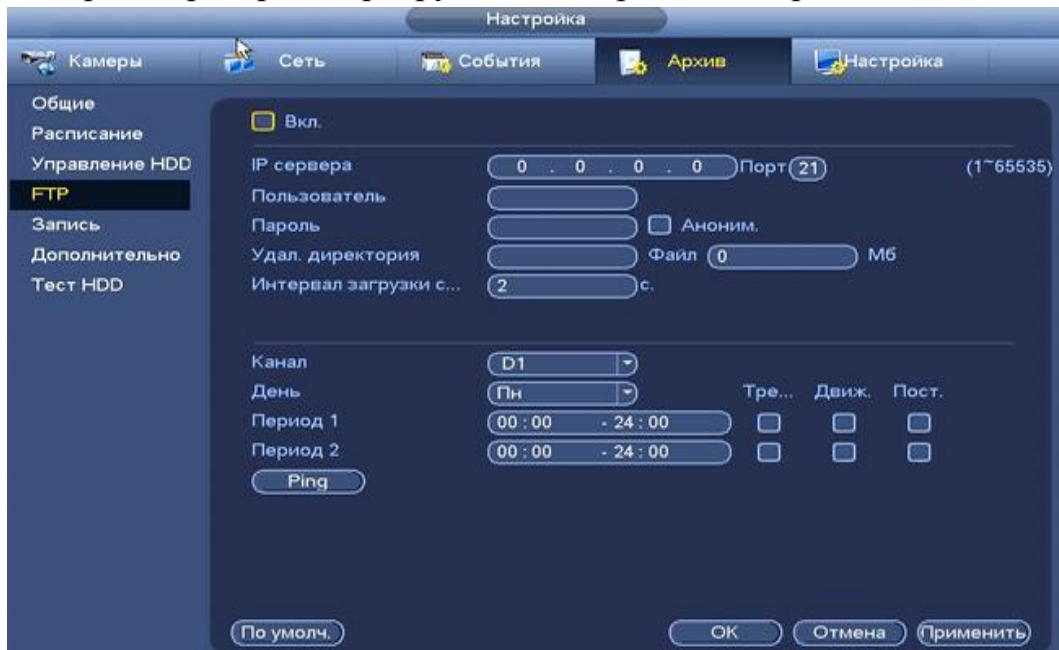 Настройка
Камеры Сеть События Архив Настройка
Общие
Расписание
Управление HDD
FTP
Запись
Дополнительно
Тест HDD
Вкл.
IP сервера 0 . 0 . 0 . 0 Порт 21 (1~65535)
Пользователь
Пароль Аноним.
Удал. директория Файл 0 Мб
Интервал загрузки с... 2 с.
Канал D1
День Пн Тре... Движ. Пост.
Период 1 00 : 00 - 24 : 00
Период 2 00 : 00 - 24 : 00
Ping
По умолч. OK Отмена Применить